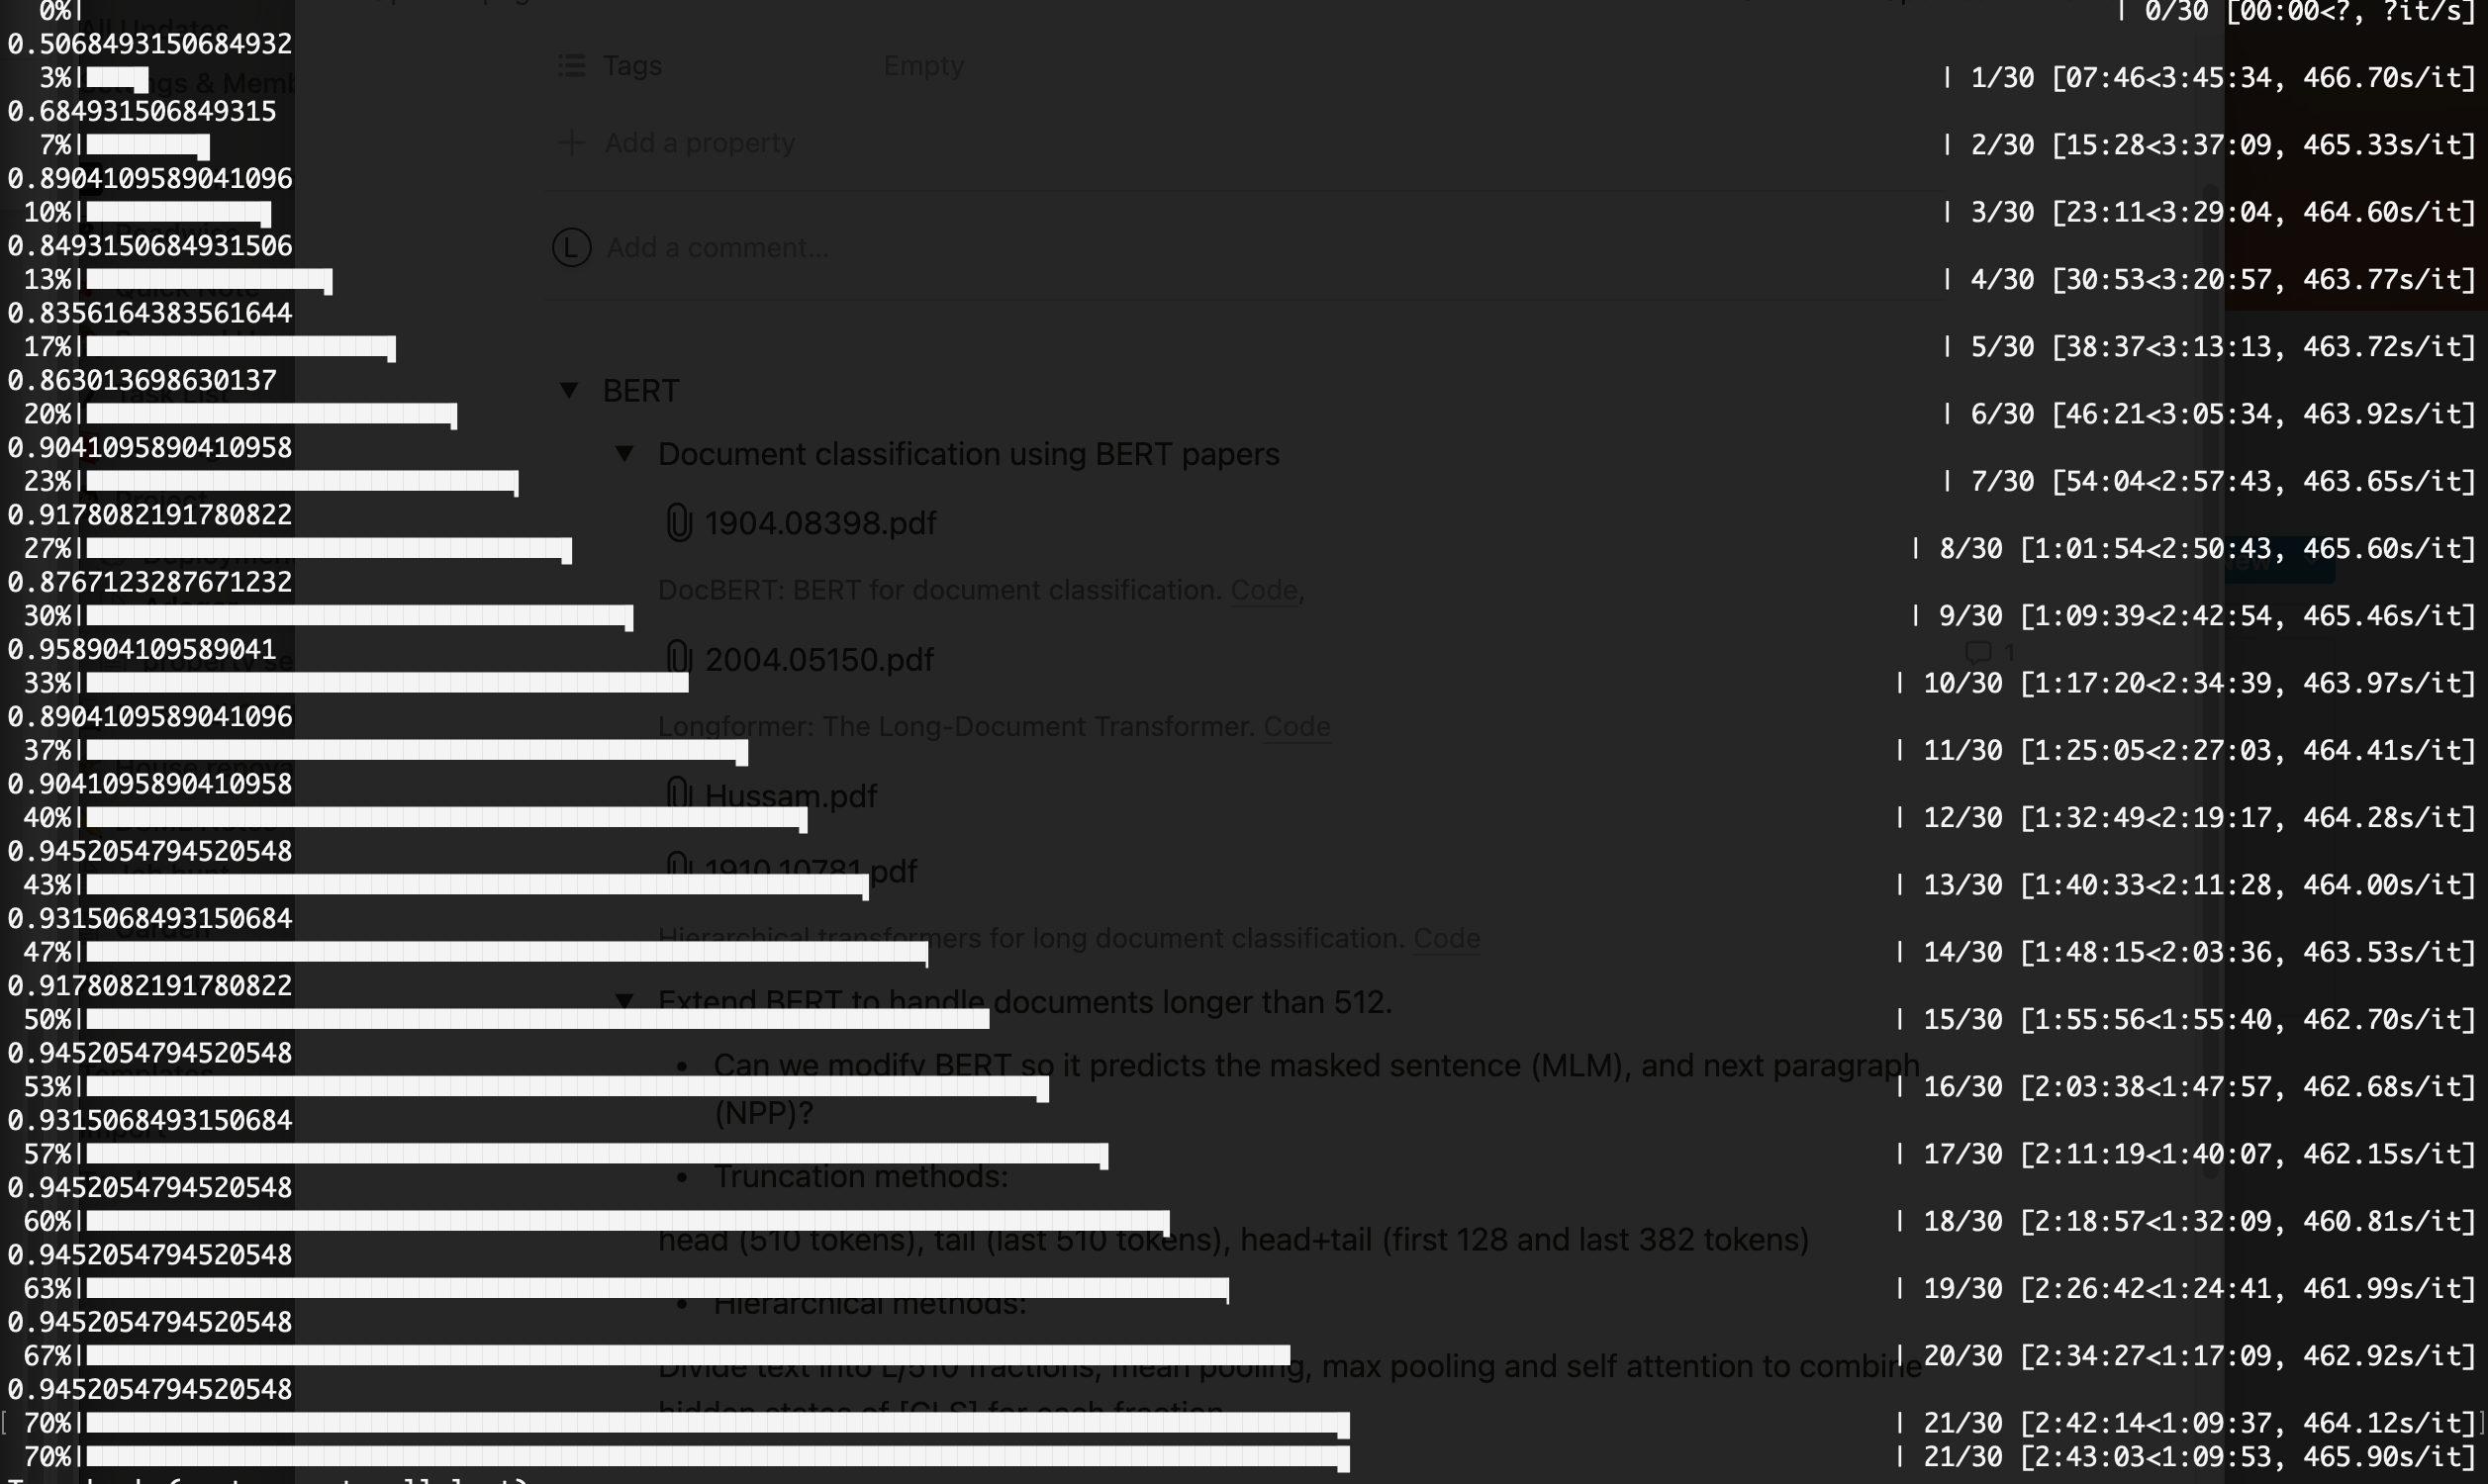 0%| | 0/30 [00:00<?, ?it/s]
All Updates
0.5068493150684932
Tags Empty
3%| | 1/30 [07:46<3:45:34, 466.70s/it]
Settings & Memb
0.684931506849315
Add a property
7%| | 2/30 [15:28<3:37:09, 465.33s/it]
0.8904109589041096
10%| | 3/30 [23:11<3:29:04, 464.60s/it]
Readwise
0.8493150684931506
L Add a comment...
13%| | 4/30 [30:53<3:20:57, 463.77s/it]
Quick Note
0.8356164383561644
17%| | 5/30 [38:37<3:13:13, 463.72s/it]
0.863013698630137
Task List
BERT
20%| | 6/30 [46:21<3:05:34, 463.92s/it]
0.9041095890410958
Document classification using BERT papers
23%| | 7/30 [54:04<2:57:43, 463.65s/it]
Project
0.9178082191780822
1904.08398.pdf
27%| | 8/30 [1:01:54<2:50:43, 465.60s/it]
Deploymen
New
0.8767123287671232
DocBERT: BERT for document classification. Code,
30%| | 9/30 [1:09:39<2:42:54, 465.46s/it]
0.958904109589041
property se
2004.05150.pdf
1
33%| | 10/30 [1:17:20<2:34:39, 463.97s/it]
0.8904109589041096
Longformer: The Long-Document Transformer. Code
37%| | 11/30 [1:25:05<2:27:03, 464.41s/it]
House renova
0.9041095890410958
Hussam.pdf
40%| | 12/30 [1:32:49<2:19:17, 464.28s/it]
0.9452054794520548
1910.10781.pdf
43%| | 13/30 [1:40:33<2:11:28, 464.00s/it]
0.9315068493150684
Garden
Hierarchical transformers for long document classification. Code
47%| | 14/30 [1:48:15<2:03:36, 463.53s/it]
0.9178082191780822
Extend BERT to handle documents longer than 512.
50%| | 15/30 [1:55:56<1:55:40, 462.70s/it]
0.9452054794520548
Templates
Can we modify BERT so it predicts the masked sentence (MLM), and next paragraph
53%| | 16/30 [2:03:38<1:47:57, 462.68s/it]
(NPP)?
0.9315068493150684
Import
57%| | 17/30 [2:11:19<1:40:07, 462.15s/it]
Truncation methods:
0.9452054794520548
60%| | 18/30 [2:18:57<1:32:09, 460.81s/it]
head (510 tokens), tail (last 510 tokens), head+tail (first 128 and last 382 tokens)
0.9452054794520548
63%| | 19/30 [2:26:42<1:24:41, 461.99s/it]
Hierarchical methods:
0.9452054794520548
67%| | 20/30 [2:34:27<1:17:09, 462.92s/it]
Divide text into L/510 fractions, mean pooling, max pooling and self attention to combine
0.9452054794520548
hidden states of [CLS] for each fraction
70%| | 21/30 [2:42:14<1:09:37, 464.12s/it]
70%| | 21/30 [2:43:03<1:09:53, 465.90s/it]